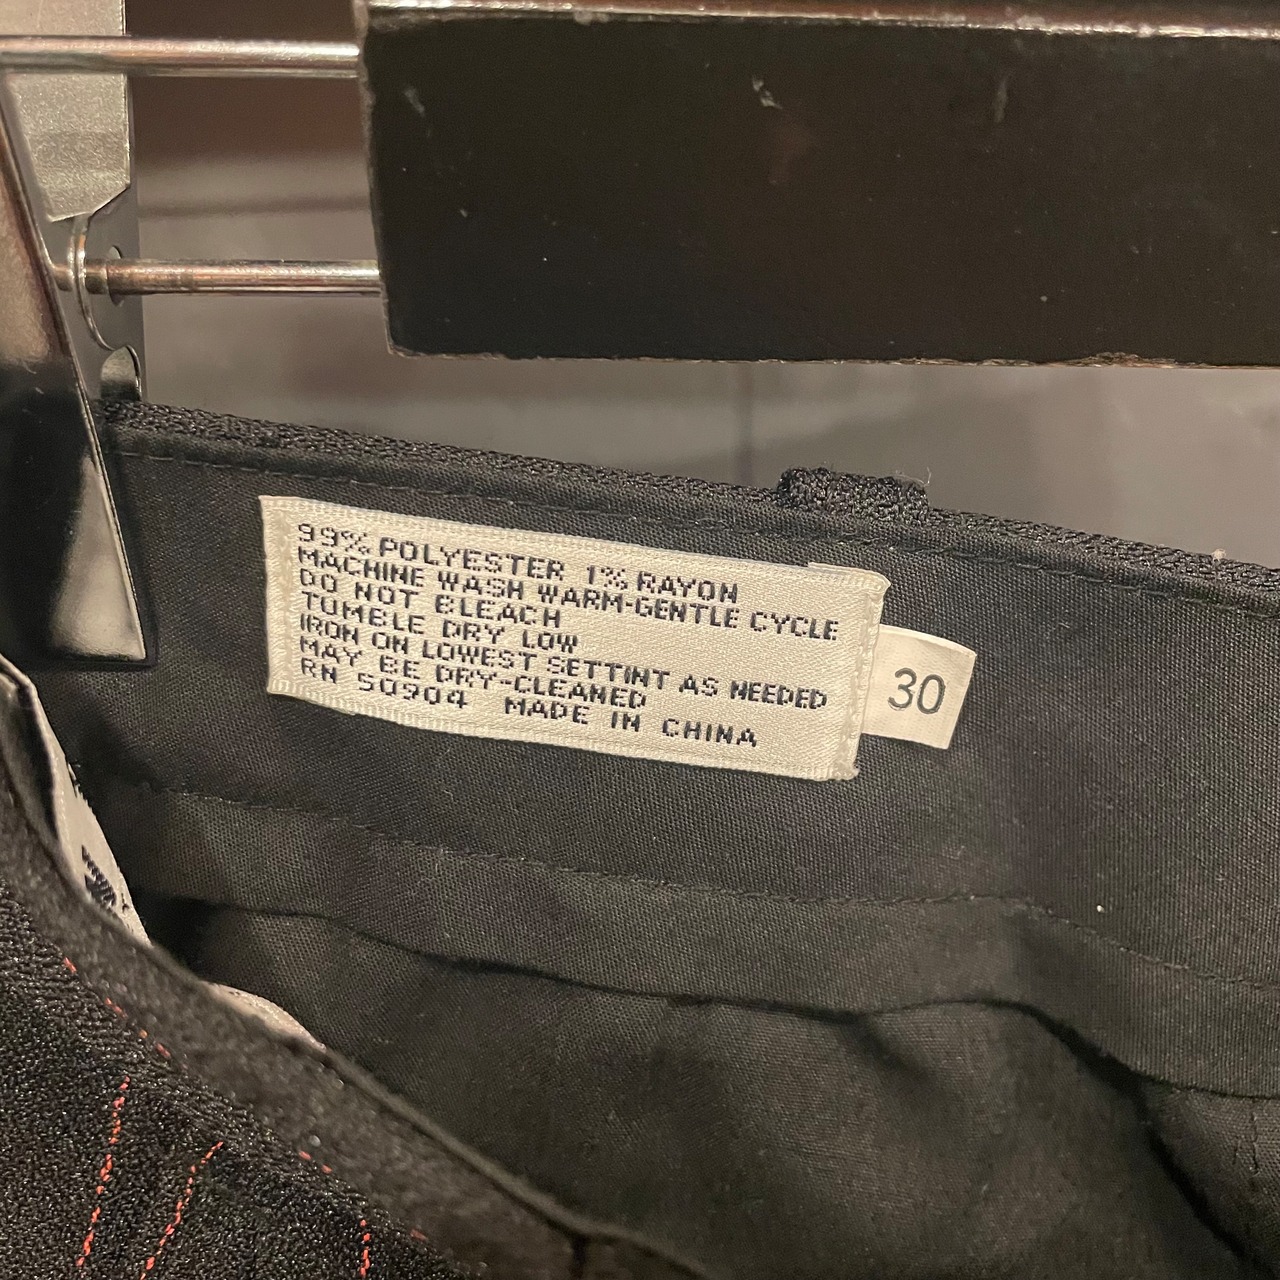 99% POLYESTER 1% RAYON
MACHINE WASH WARM-GENTLE CYCLE
DO NOT BLEACH
TUMBLE DRY LOW
IRON ON LOWEST SETTINT AS NEEDED
MAY BE DRY-CLEANED
RN 50904 MADE IN CHINA
30